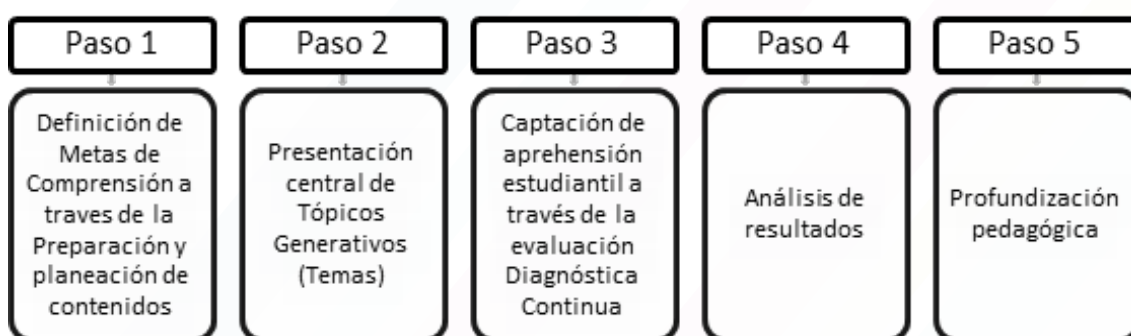 Paso 1
Definición de
Metas de
Comprensión a
traves de la
Preparación y
planeación de
contenidos
Paso 2
Presentación
central de
Tópicos
Generativos
(Temas)
Paso 3
Captación de
aprehensión
estudiantil a
través de la
evaluación
Diagnóstica
Continua
Paso 4
Análisis de
resultados
Paso 5
Profundización
pedagógica